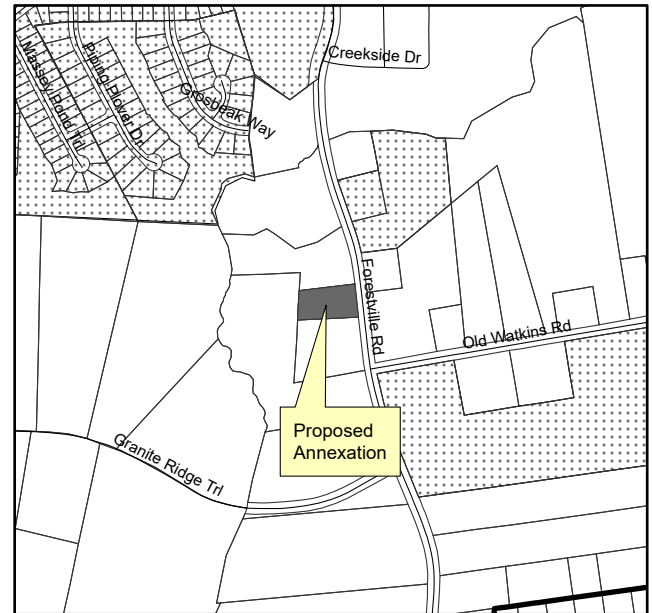 Creekside Dr
Massey Pond Trl
Piping Plover Dr
Grosbeak Way
Forestville Rd
Old Watkins Rd
Proposed
Annexation
Granite Ridge Trl